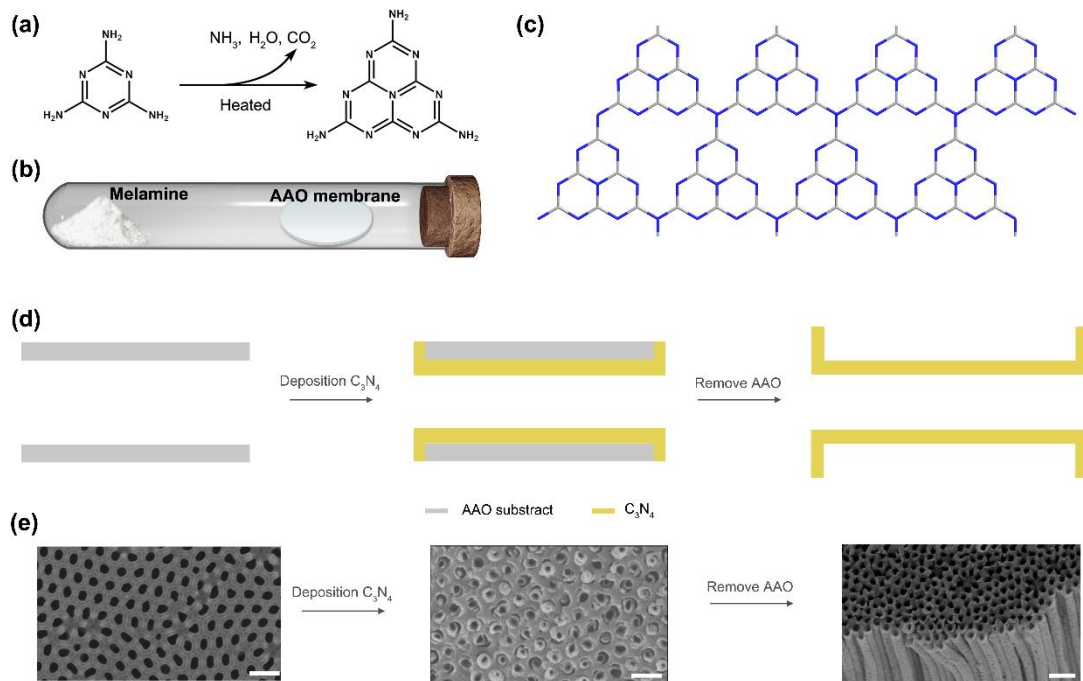 (a)
NH₂
N N
H₂N N NH₂
NH₃, H₂O, CO₂
Heated
NH₂
N N
N N N
H₂N N N NH₂
(b)
Melamine
AAO membrane
(c)
(d)
Deposition C₃N₄
Remove AAO
AAO substract
C₃N₄
(e)
Deposition C₃N₄
Remove AAO